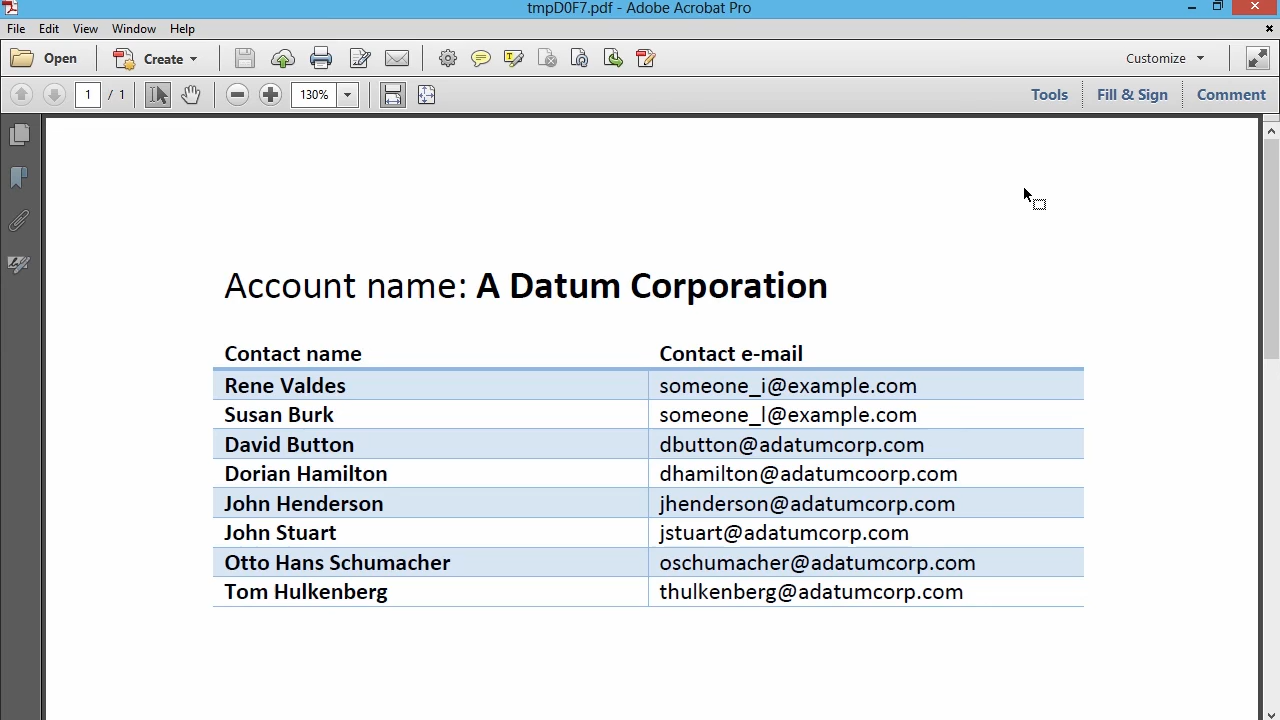 tmpD0F7.pdf - Adobe Acrobat Pro
File Edit View Window Help
Open Create Customize
1 / 1 130% Tools Fill & Sign Comment
Account name: A Datum Corporation
Contact name Contact e-mail
Rene Valdes someone_i@example.com
Susan Burk someone_l@example.com
David Button dbutton@adatumcorp.com
Dorian Hamilton dhamilton@adatumcoorp.com
John Henderson jhenderson@adatumcorp.com
John Stuart jstuart@adatumcorp.com
Otto Hans Schumacher oschumacher@adatumcorp.com
Tom Hulkenberg thulkenberg@adatumcorp.com